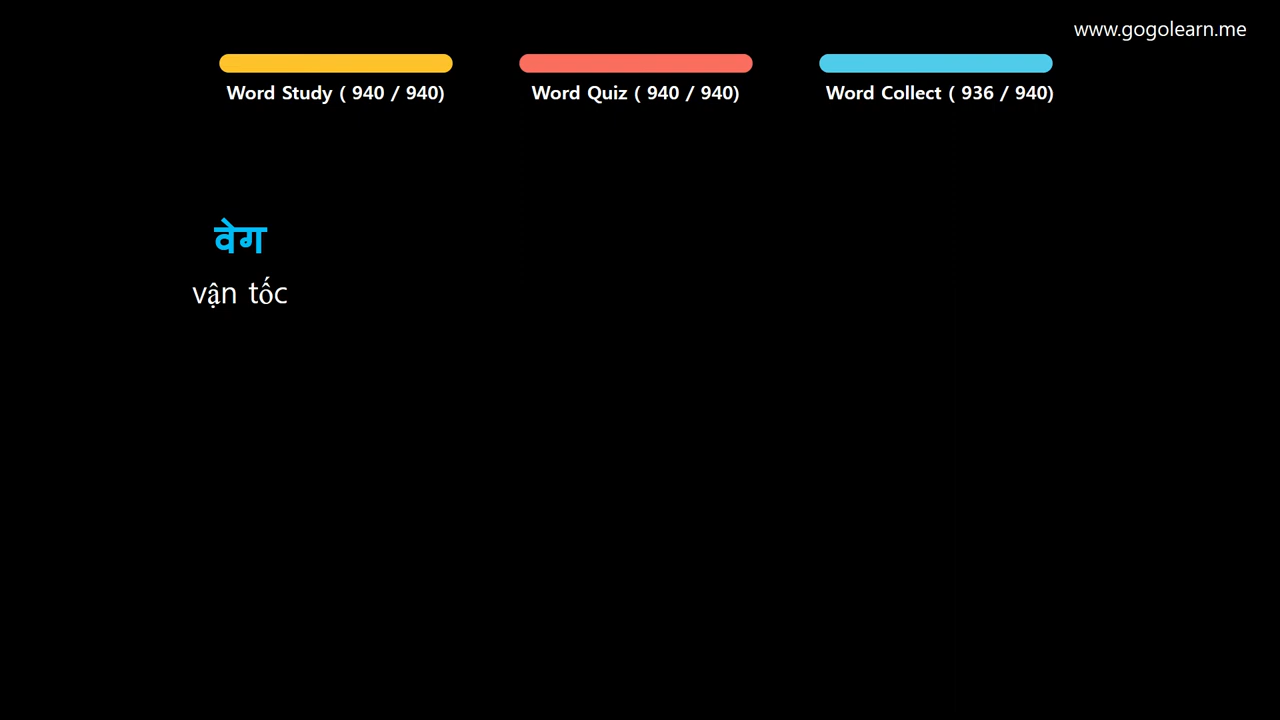 www.gogolearn.me
Word Study ( 940 / 940)
Word Quiz ( 940 / 940)
Word Collect ( 936 / 940)
वेग
vận tốc